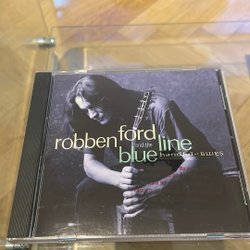 robben ford
and the
blue line
handful of BLUES